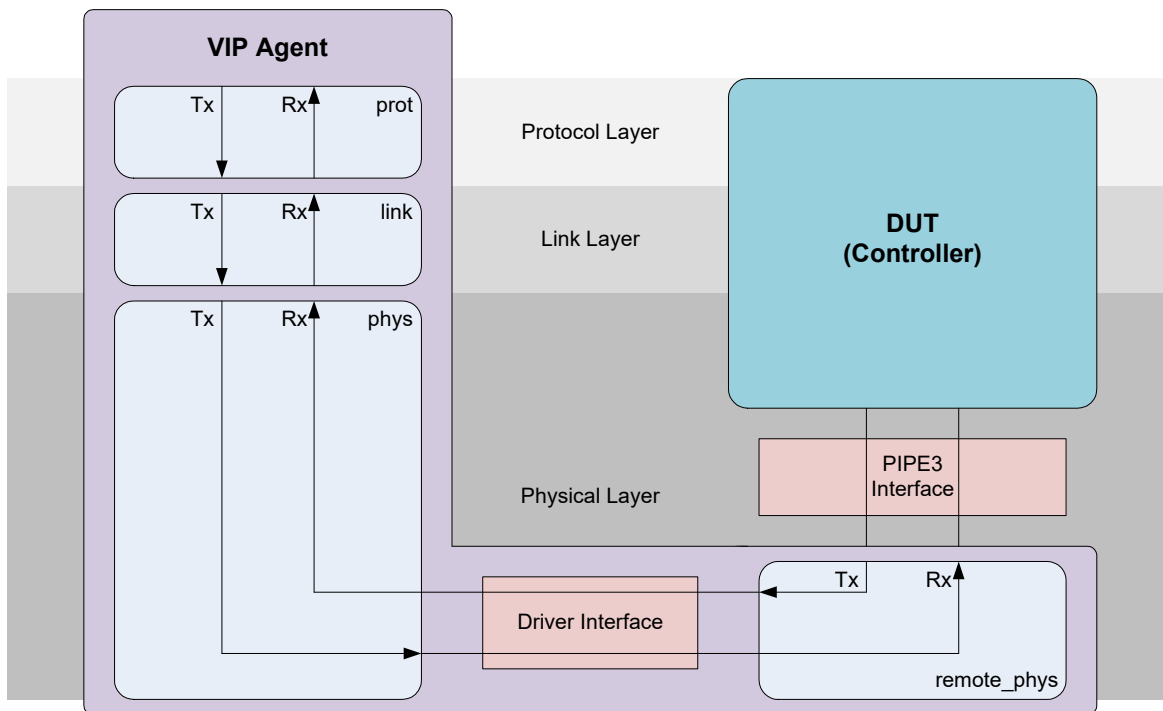 VIP Agent
Tx Rx prot
Protocol Layer
Tx Rx link
Link Layer
DUT
(Controller)
Tx Rx phys
PIPE3
Interface
Physical Layer
Tx Rx
Driver Interface
remote_phys